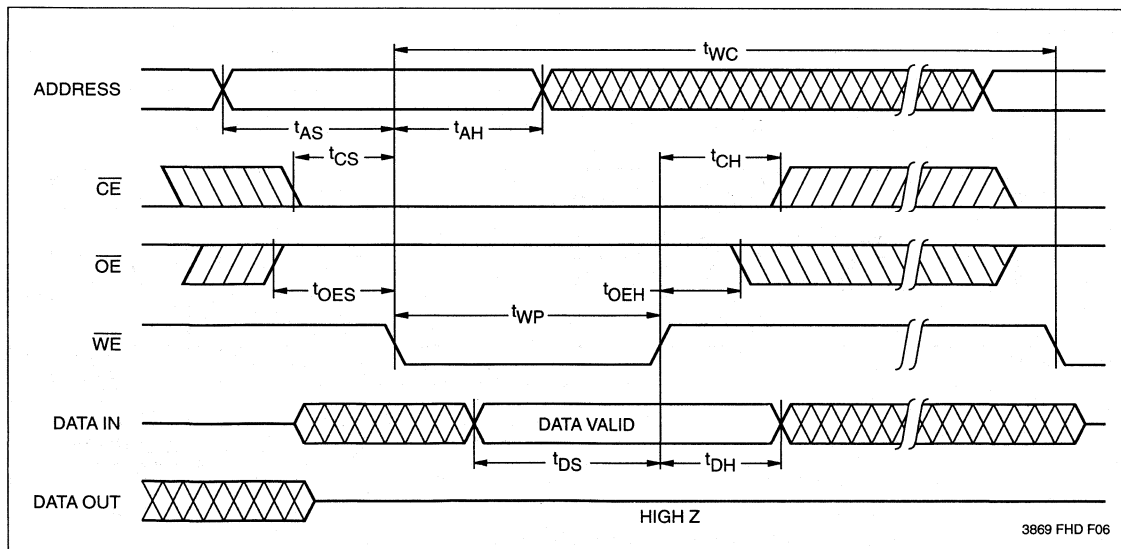 tWC
ADDRESS
tAS
tAH
tCS
tCH
CE
OE
tOES
tOEH
tWP
WE
DATA IN
DATA VALID
tDS
tDH
DATA OUT
HIGH Z
3869 FHD F06